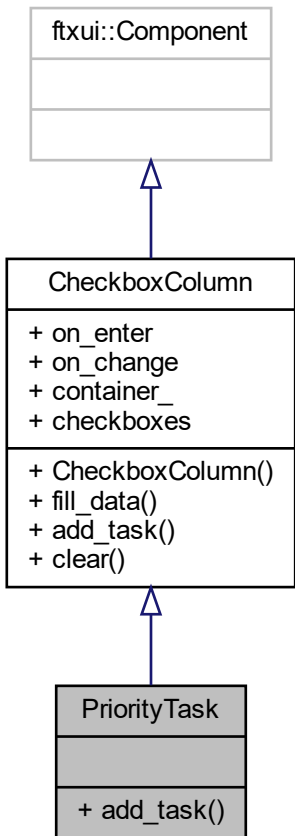 ftxui::Component
CheckboxColumn
+ on_enter
+ on_change
+ container_
+ checkboxes
+ CheckboxColumn()
+ fill_data()
+ add_task()
+ clear()
PriorityTask
+ add_task()